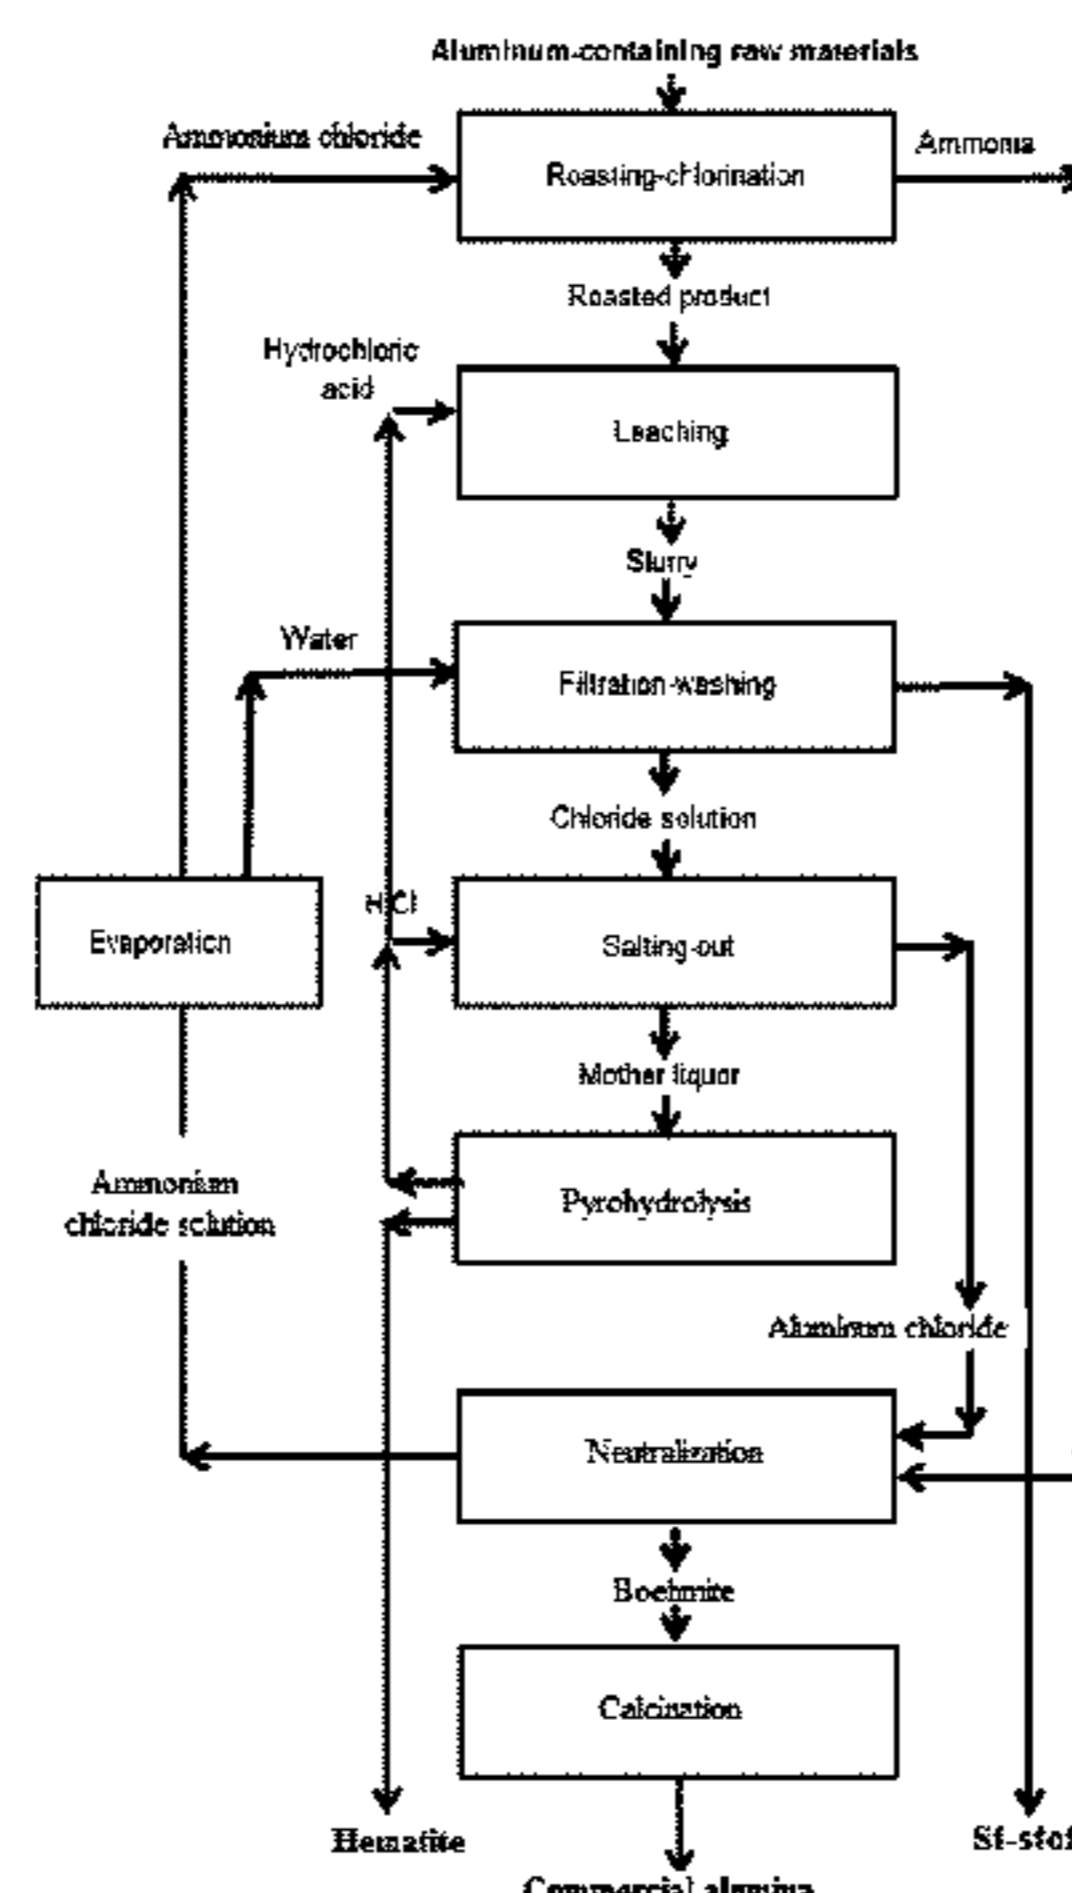 Aluminum-containing raw materials
Ammonium chloride
Ammonia
Roasting-chlorination
Roasted product
Hydrochloric
acid
Leaching
Slurry
Water
Filtration-washing
Chloride solution
HCl
Evaporation
Salting-out
Mother liquor
Ammonium
chloride solution
Pyrohydrolysis
Aluminum chloride
Neutralization
Boehmite
Calcination
Hematite
Commercial alumina